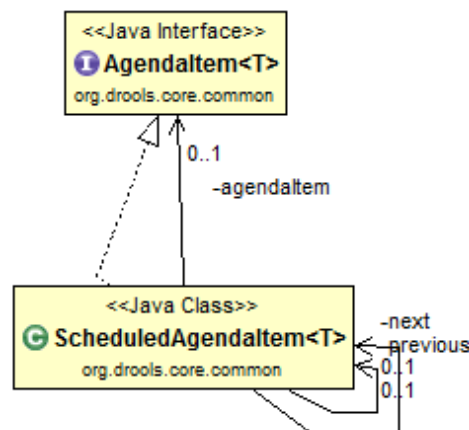 <<Java Interface>>
I AgendaItem<T>
org.drools.core.common
0..1
-agendaItem
<<Java Class>>
C ScheduledAgendaItem<T>
org.drools.core.common
-next
previous
0..1
0..1